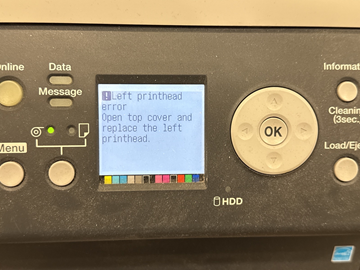 Online
Data
Message
Menu
!Left printhead
error
Open top cover and
replace the left
printhead.
OK
HDD
Informat
Cleanin
(3sec.
Load/Eje